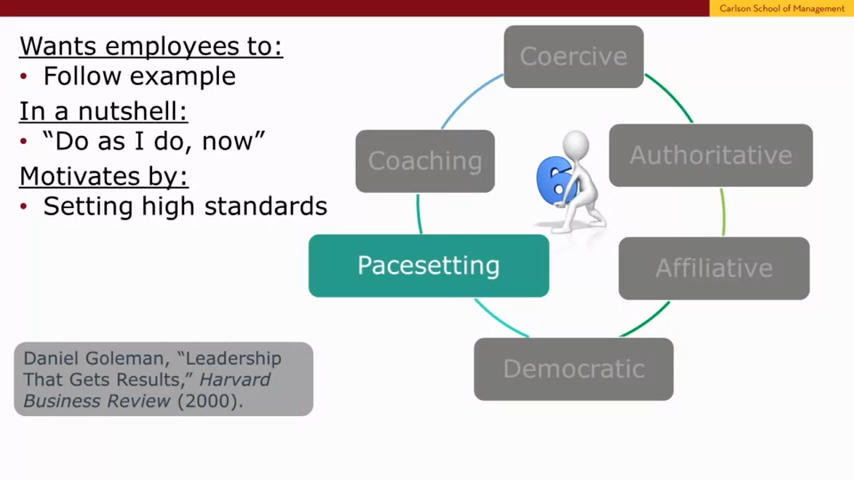 Carlson School of Management
Wants employees to:
• Follow example
In a nutshell:
• “Do as I do, now”
Motivates by:
• Setting high standards
Coercive
Authoritative
Affiliative
Democratic
Pacesetting
Coaching
6
Daniel Goleman, “Leadership
That Gets Results,” Harvard
Business Review (2000).